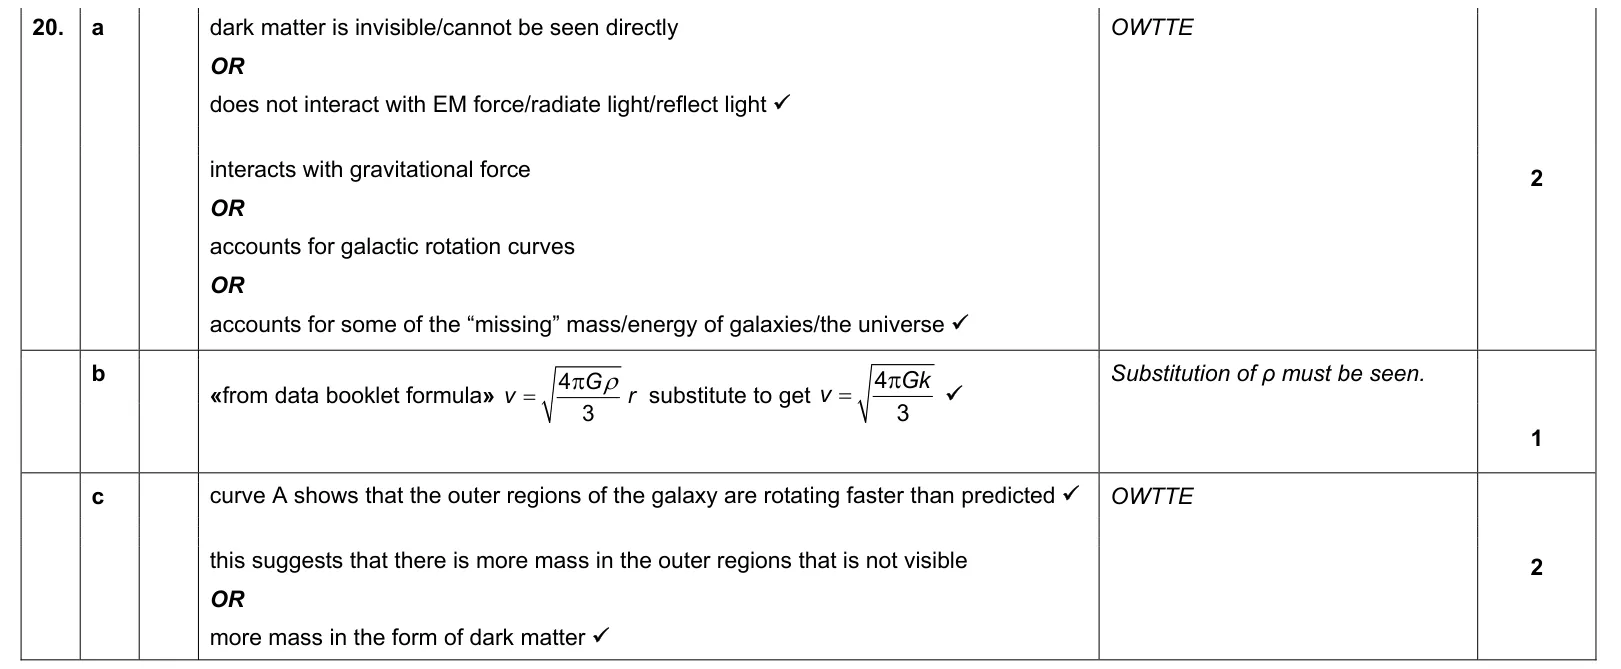 20. a dark matter is invisible/cannot be seen directly OWTTE
OR
does not interact with EM force/radiate light/reflect light ✓
interacts with gravitational force
2
OR
accounts for galactic rotation curves
OR
accounts for some of the “missing” mass/energy of galaxies/the universe ✓
b «from data booklet formula» v = √(4πGρ/3) r substitute to get v = √(4πGk/3) ✓ Substitution of ρ must be seen.
1
c curve A shows that the outer regions of the galaxy are rotating faster than predicted ✓ OWTTE
this suggests that there is more mass in the outer regions that is not visible
2
OR
more mass in the form of dark matter ✓